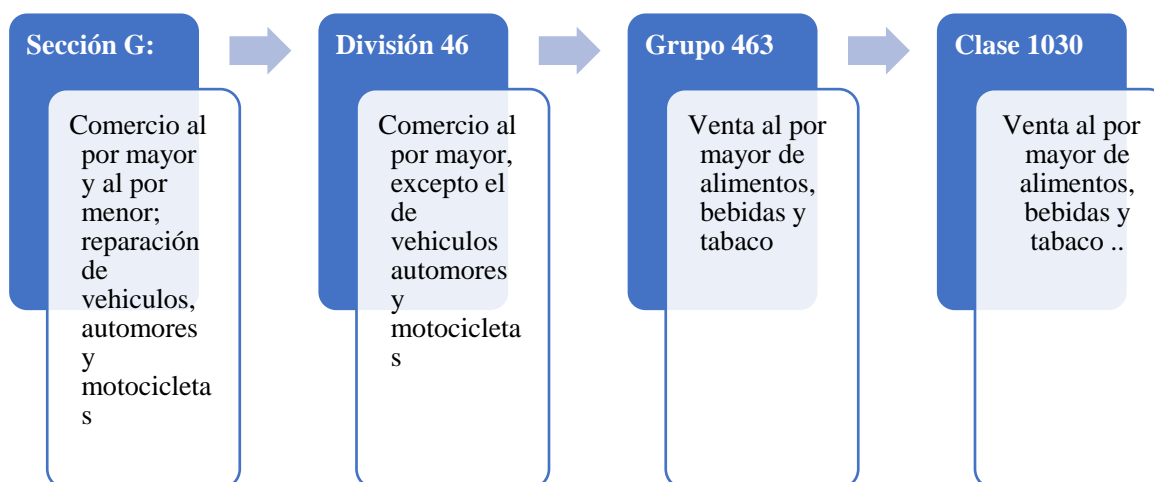 Sección G:
Comercio al
por mayor
y al por
menor;
reparación
de
vehiculos,
automores
y
motocicleta
s
División 46
Comercio al
por mayor,
excepto el
de
vehiculos
automores
y
motocicleta
s
Grupo 463
Venta al por
mayor de
alimentos,
bebidas y
tabaco
Clase 1030
Venta al por
mayor de
alimentos,
bebidas y
tabaco ..